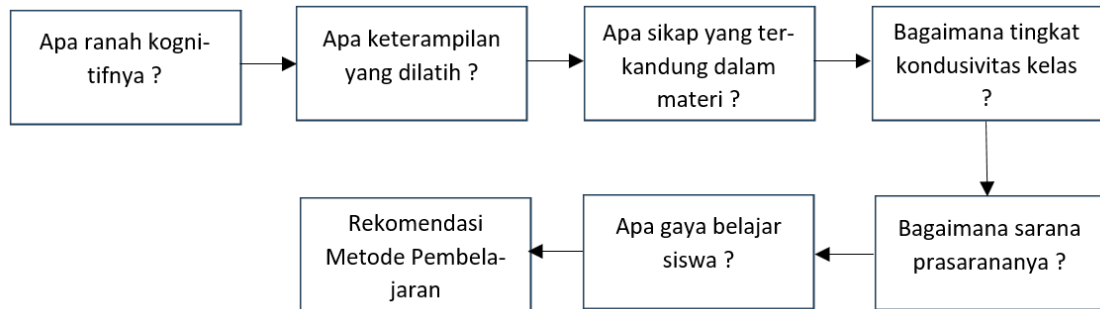 Apa ranah kogni-
tifnya ?
Apa keterampilan
yang dilatih ?
Apa sikap yang ter-
kandung dalam
materi ?
Bagaimana tingkat
kondusivitas kelas
?
Bagaimana sarana
prasarananya ?
Apa gaya belajar
siswa ?
Rekomendasi
Metode Pembela-
jaran